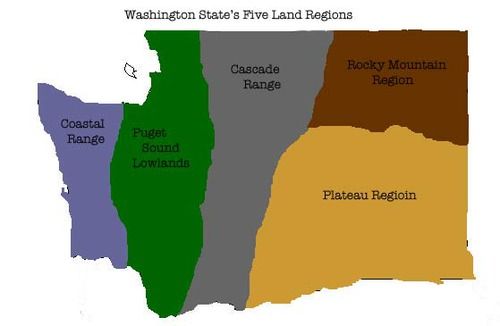 Washington State's Five Land Regions
Cascade
Range
Rocky Mountain
Region
Coastal
Range
Puget
Sound
Lowlands
Plateau Regioin